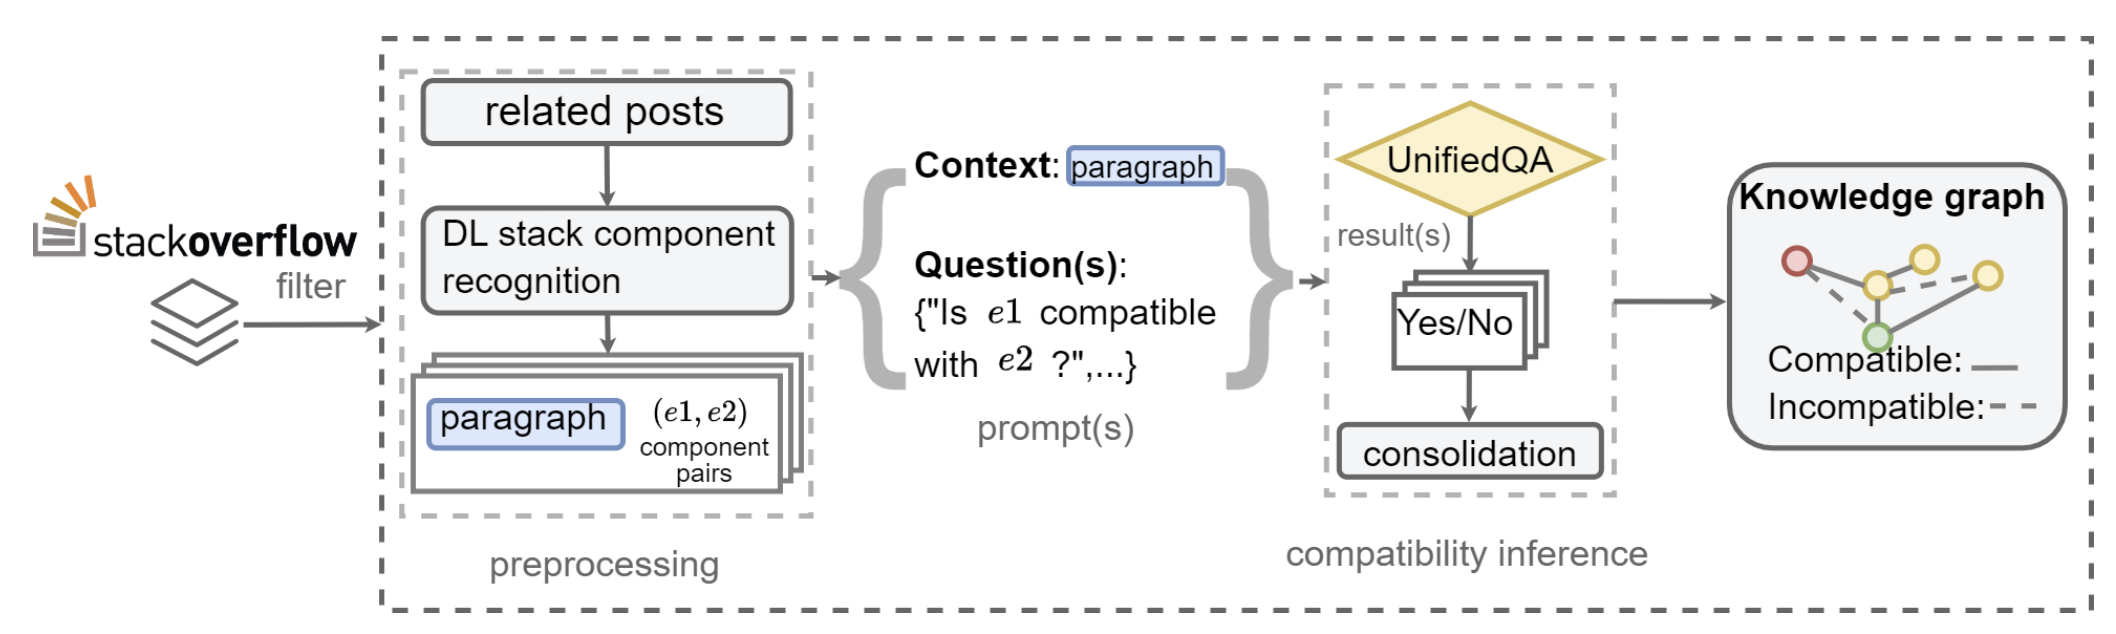 stackoverflow
filter
related posts
DL stack component
recognition
paragraph
(e1, e2)
component
pairs
preprocessing
Context: paragraph
Question(s):
{"Is e1 compatible
with e2 ?",...}
prompt(s)
UnifiedQA
result(s)
Yes/No
consolidation
compatibility inference
Knowledge graph
Compatible:
Incompatible: